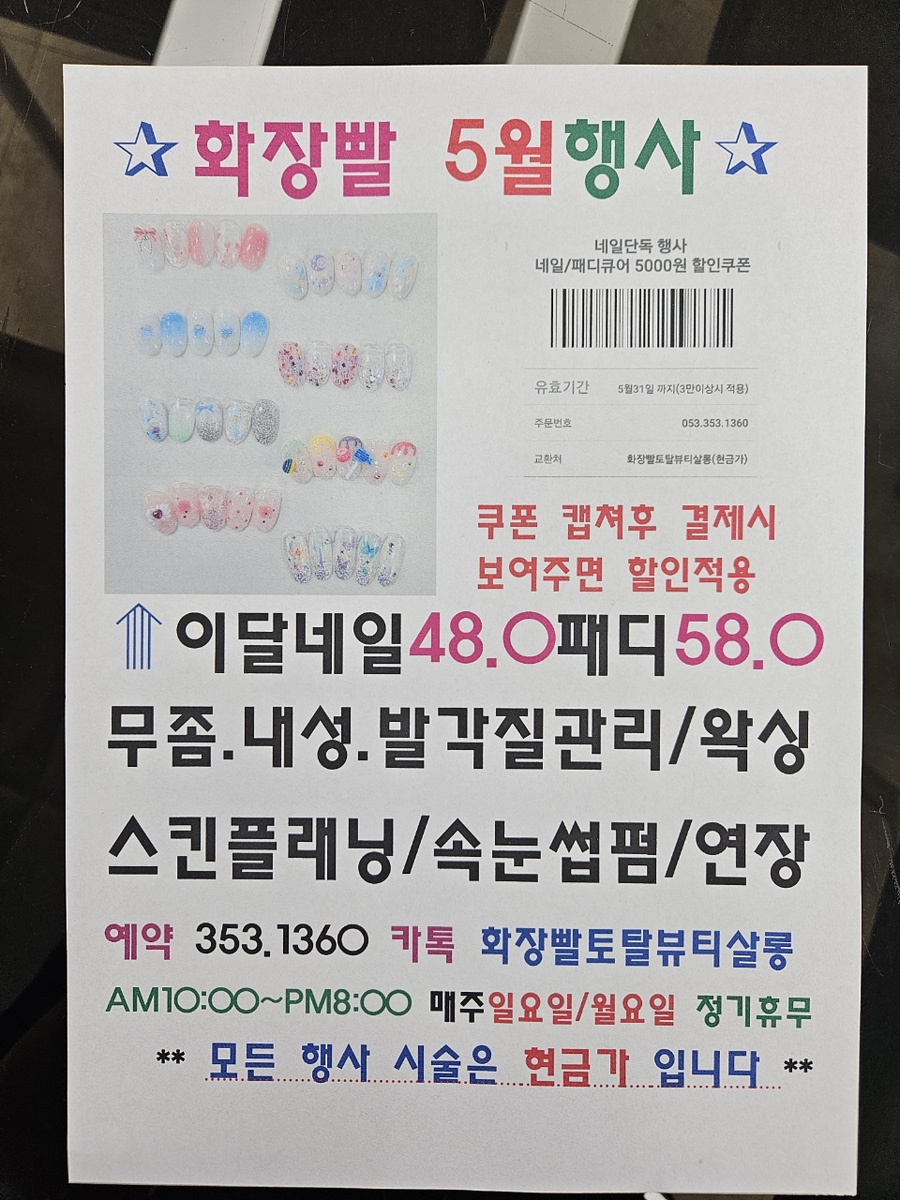 ☆화장빨 5월행사☆
네일단독 행사
네일/패디큐어 5000원 할인쿠폰
유효기간 5월31일 까지(3만이상시 적용)
주문번호 053.353.1360
교환처 화장빨토탈뷰티살롱(현금가)
쿠폰 캡쳐후 결제시
보여주면 할인적용
⇑이달네일48.0패디58.0
무좀.내성.발각질관리/왁싱
스킨플래닝/속눈썹펌/연장
예약 353.1360 카톡 화장빨토탈뷰티살롱
AM10:00~PM8:00 매주일요일/월요일 정기휴무
** 모든 행사 시술은 현금가 입니다 **